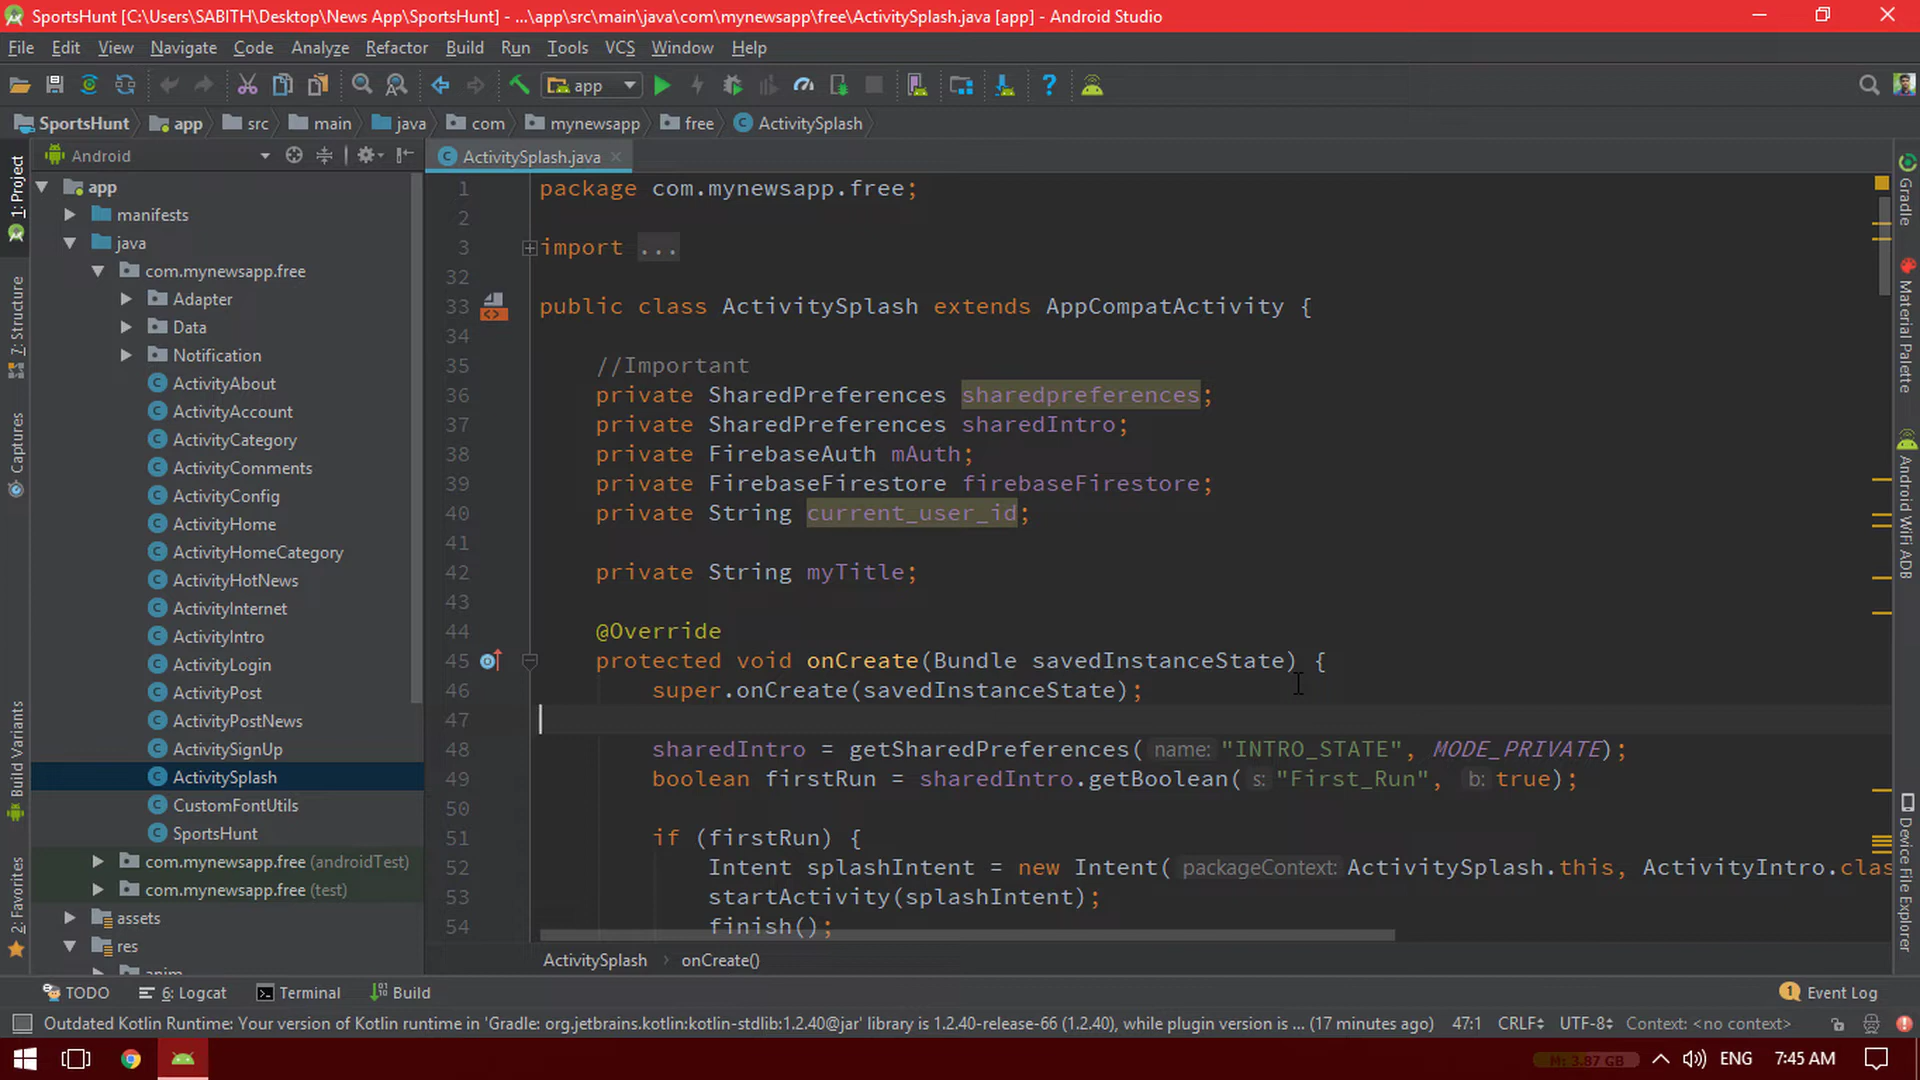 SportsHunt [C:\Users\SABITH\Desktop\News App\SportsHunt] - ...\app\src\main\java\com\mynewsapp\free\ActivitySplash.java [app] - Android Studio
File Edit View Navigate Code Analyze Refactor Build Run Tools VCS Window Help
app
SportsHunt app src main java com mynewsapp free ActivitySplash
Android
ActivitySplash.java
1: Project
7: Structure
Captures
Build Variants
2: Favorites
app
manifests
java
com.mynewsapp.free
Adapter
Data
Notification
ActivityAbout
ActivityAccount
ActivityCategory
ActivityComments
ActivityConfig
ActivityHome
ActivityHomeCategory
ActivityHotNews
ActivityInternet
ActivityIntro
ActivityLogin
ActivityPost
ActivityPostNews
ActivitySignUp
ActivitySplash
CustomFontUtils
SportsHunt
com.mynewsapp.free (androidTest)
com.mynewsapp.free (test)
assets
res
anim
1 package com.mynewsapp.free;
2
3 import ...
32
33 public class ActivitySplash extends AppCompatActivity {
34
35 //Important
36 private SharedPreferences sharedpreferences;
37 private SharedPreferences sharedIntro;
38 private FirebaseAuth mAuth;
39 private FirebaseFirestore firebaseFirestore;
40 private String current_user_id;
41
42 private String myTitle;
43
44 @Override
45 protected void onCreate(Bundle savedInstanceState) {
46 super.onCreate(savedInstanceState);
47
48 sharedIntro = getSharedPreferences( name: "INTRO_STATE", MODE_PRIVATE);
49 boolean firstRun = sharedIntro.getBoolean( s: "First_Run", b: true);
50
51 if (firstRun) {
52 Intent splashIntent = new Intent( packageContext: ActivitySplash.this, ActivityIntro.clas
53 startActivity(splashIntent);
54 finish();
ActivitySplash onCreate()
Gradle
Material Palette
Android WiFi ADB
Device File Explorer
TODO 6: Logcat Terminal Build 1 Event Log
Outdated Kotlin Runtime: Your version of Kotlin runtime in 'Gradle: org.jetbrains.kotlin:kotlin-stdlib:1.2.40@jar' library is 1.2.40-release-66 (1.2.40), while plugin version is ... (17 minutes ago) 47:1 CRLF UTF-8 Context: <no context>
M: 3.87 GB ENG 7:45 AM